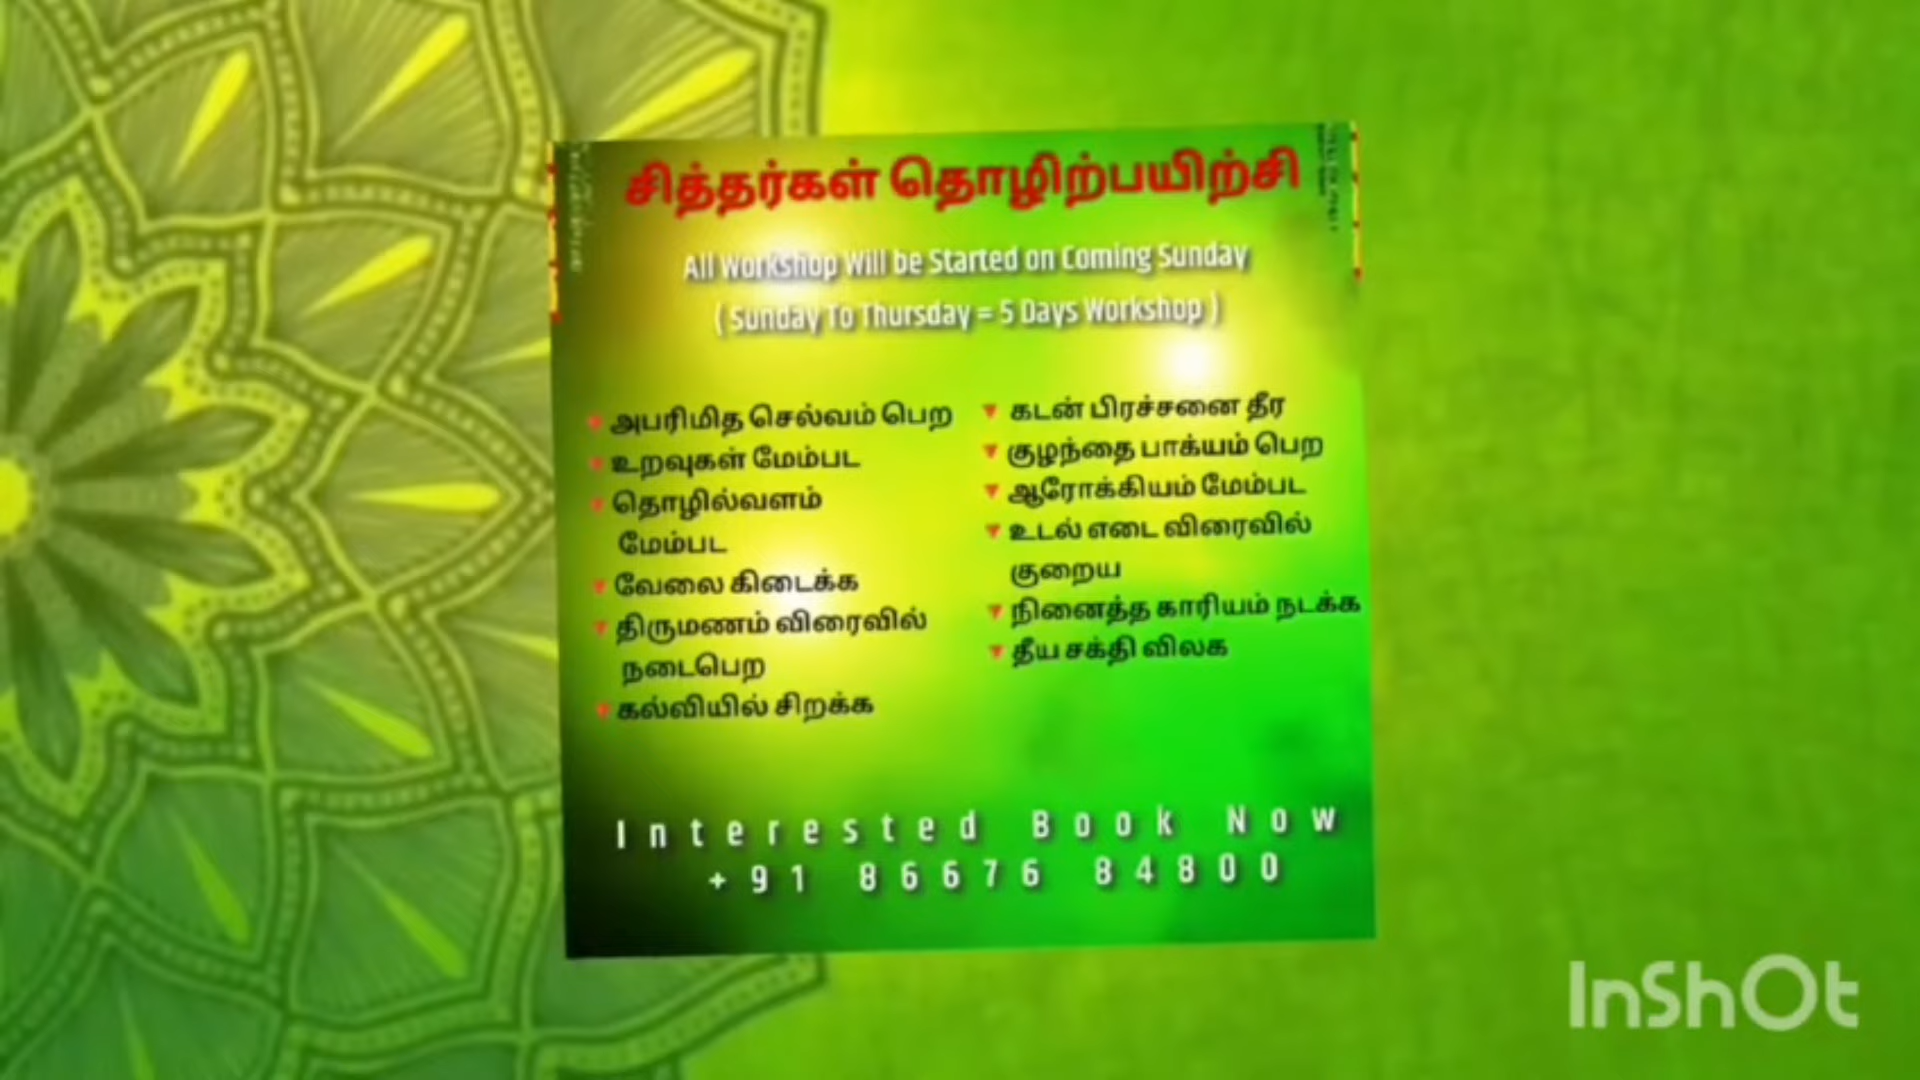 சித்தர்கள் தொழிற்பயிற்சி
All Workshop Will be Started on Coming Sunday
( Sunday To Thursday = 5 Days Workshop )
அபரிமித செல்வம் பெற
உறவுகள் மேம்பட
தொழில்வளம்
மேம்பட
வேலை கிடைக்க
திருமணம் விரைவில்
நடைபெற
கல்வியில் சிறக்க
கடன் பிரச்சனை தீர
குழந்தை பாக்யம் பெற
ஆரோக்கியம் மேம்பட
உடல் எடை விரைவில்
குறைய
நினைத்த காரியம் நடக்க
தீய சக்தி விலக
Interested Book Now
+91 86676 84800
InShOt